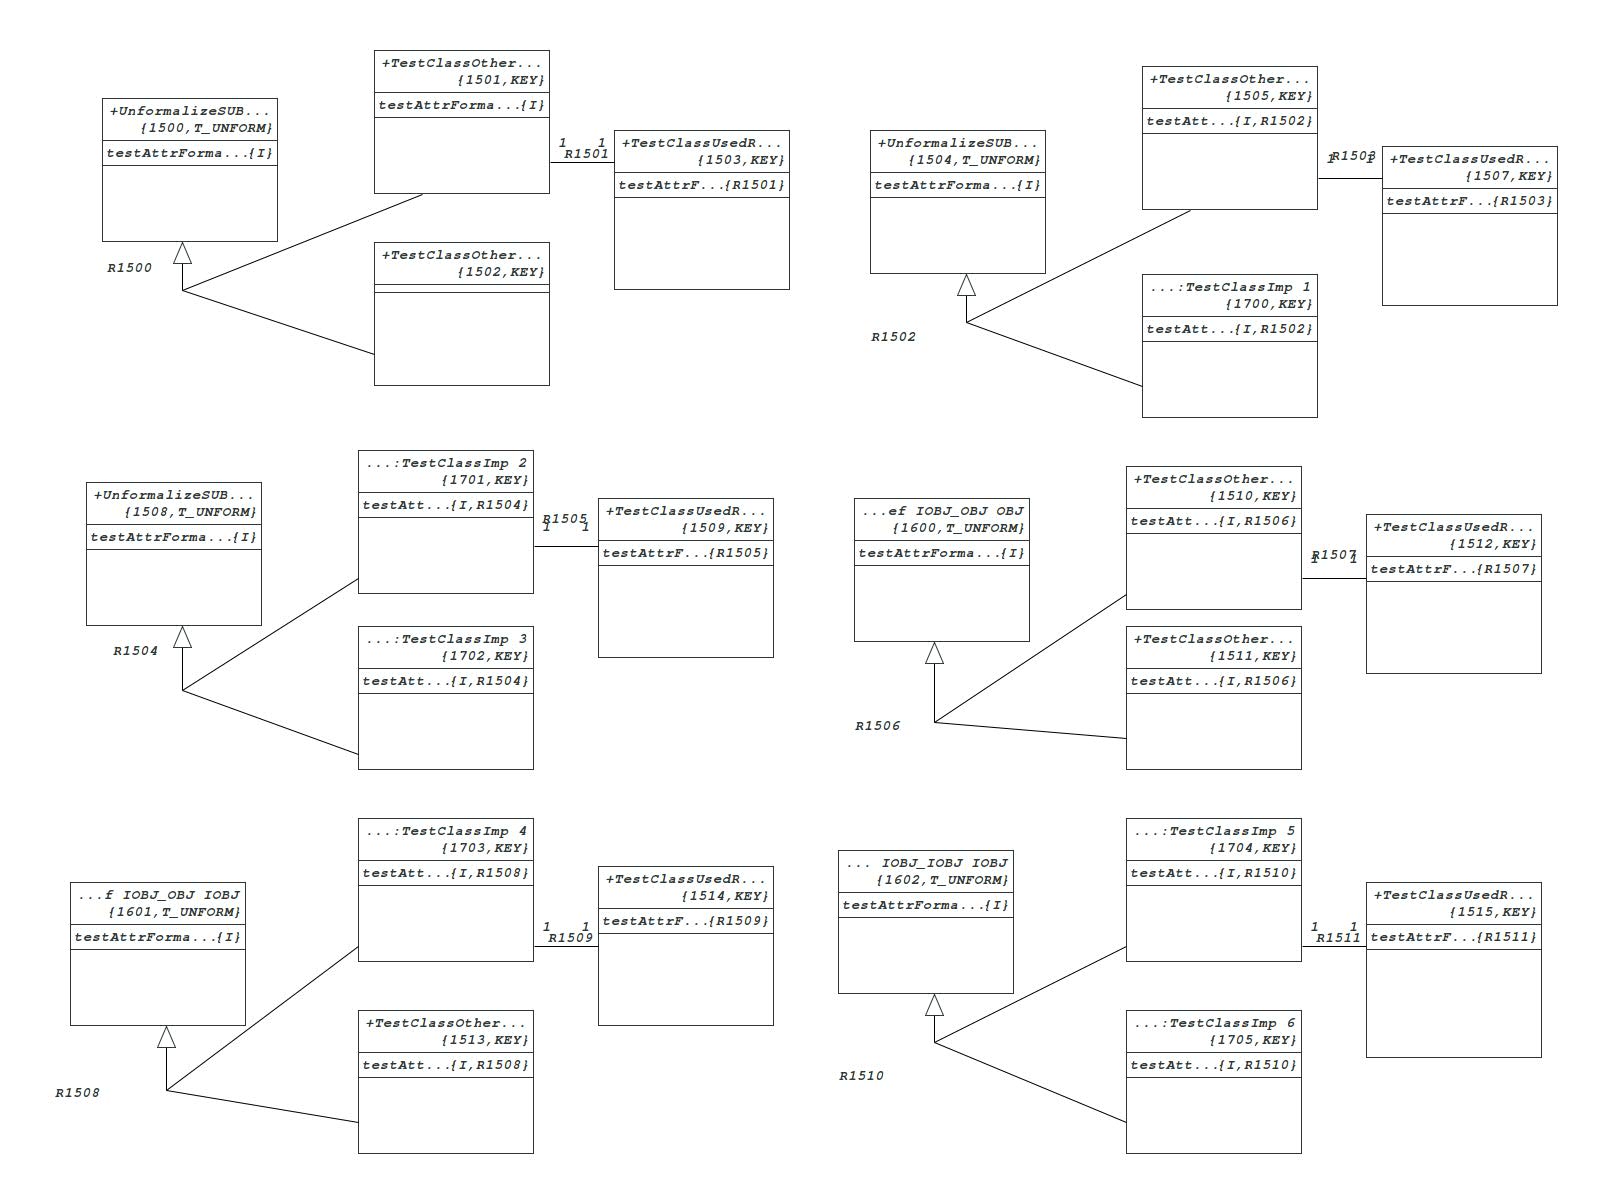 +TestClassOther...
{1501,KEY}
testAttrForma...{I}
+UnformalizeSUB...
{1500,T_UNFORM}
testAttrForma...{I}
1 1
R1501
+TestClassUsedR...
{1503,KEY}
testAttrF...{R1501}
R1500
+TestClassOther...
{1502,KEY}
+TestClassOther...
{1505,KEY}
testAtt...{I,R1502}
+UnformalizeSUB...
{1504,T_UNFORM}
testAttrForma...{I}
R1503
1 1
+TestClassUsedR...
{1507,KEY}
testAttrF...{R1503}
R1502
...:TestClassImp 1
{1700,KEY}
testAtt...{I,R1502}
...:TestClassImp 2
{1701,KEY}
testAtt...{I,R1504}
+UnformalizeSUB...
{1508,T_UNFORM}
testAttrForma...{I}
R1505
1 1
+TestClassUsedR...
{1509,KEY}
testAttrF...{R1505}
R1504
...:TestClassImp 3
{1702,KEY}
testAtt...{I,R1504}
+TestClassOther...
{1510,KEY}
testAtt...{I,R1506}
...ef IOBJ_OBJ OBJ
{1600,T_UNFORM}
testAttrForma...{I}
R1507
1 1
+TestClassUsedR...
{1512,KEY}
testAttrF...{R1507}
R1506
+TestClassOther...
{1511,KEY}
testAtt...{I,R1506}
...:TestClassImp 4
{1703,KEY}
testAtt...{I,R1508}
...f IOBJ_OBJ IOBJ
{1601,T_UNFORM}
testAttrForma...{I}
1 1
R1509
+TestClassUsedR...
{1514,KEY}
testAttrF...{R1509}
R1508
+TestClassOther...
{1513,KEY}
testAtt...{I,R1508}
...:TestClassImp 5
{1704,KEY}
testAtt...{I,R1510}
... IOBJ_IOBJ IOBJ
{1602,T_UNFORM}
testAttrForma...{I}
1 1
R1511
+TestClassUsedR...
{1515,KEY}
testAttrF...{R1511}
R1510
...:TestClassImp 6
{1705,KEY}
testAtt...{I,R1510}